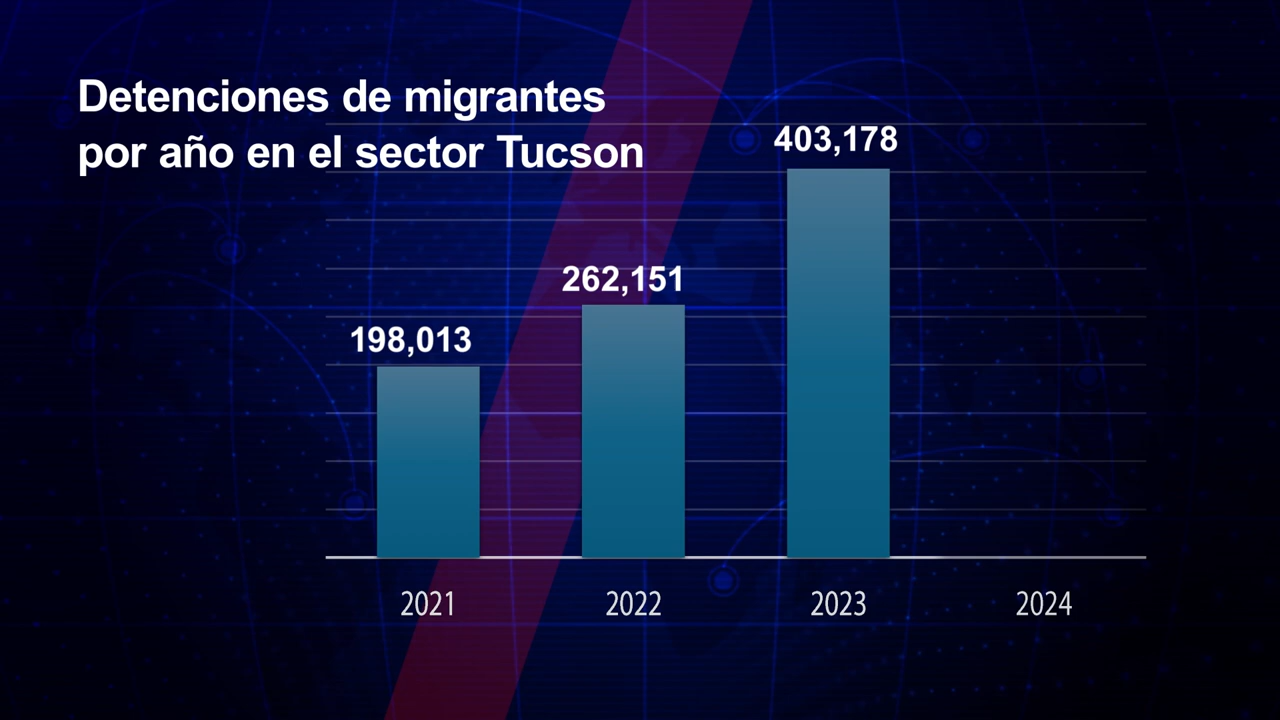 Detenciones de migrantes
por año en el sector Tucson
403,178
262,151
198,013
2021 2022 2023 2024